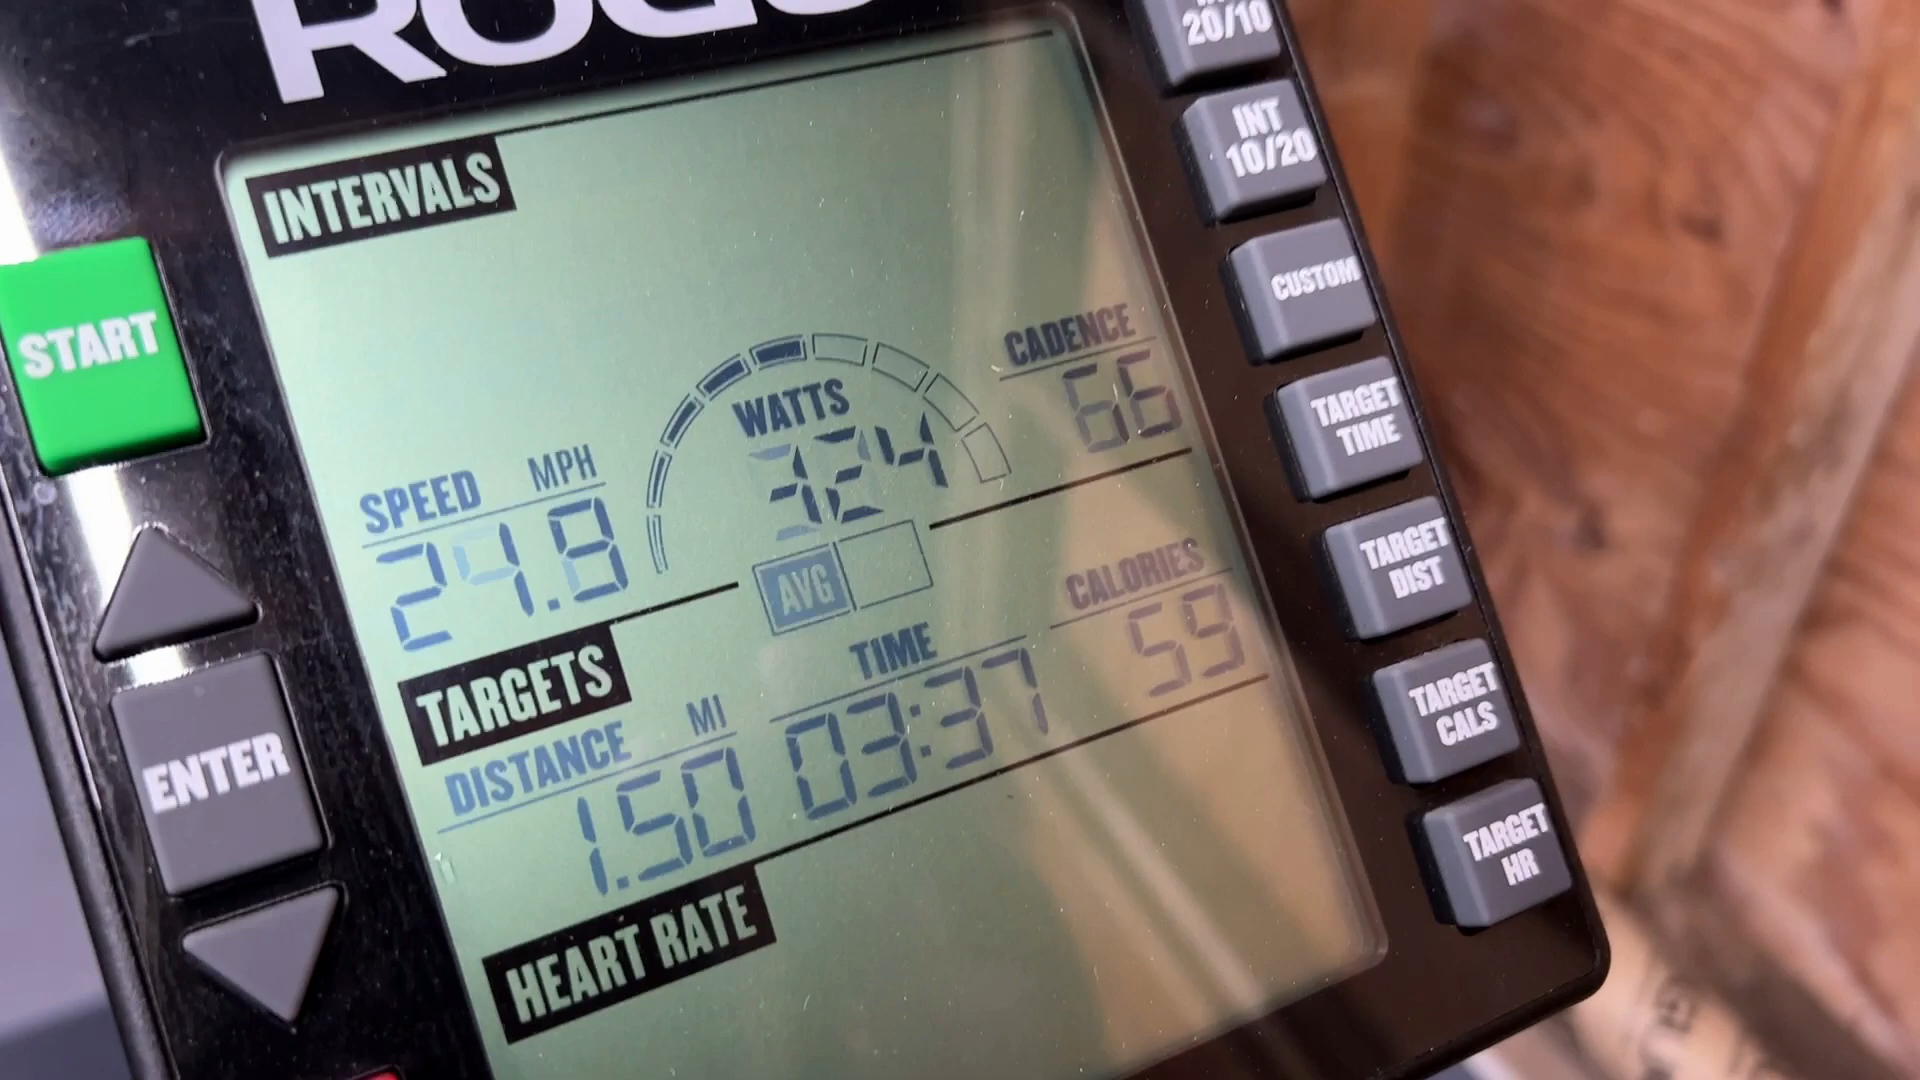 ROGUE
20/10
INT
10/20
INTERVALS
START
CUSTOM
CADENCE
66
WATTS
324
TARGET
TIME
SPEED MPH
24.8
AVG
TARGET
DIST
CALORIES
59
TARGETS
TIME
03:37
DISTANCE MI
1.50
ENTER
TARGET
CALS
TARGET
HR
HEART RATE